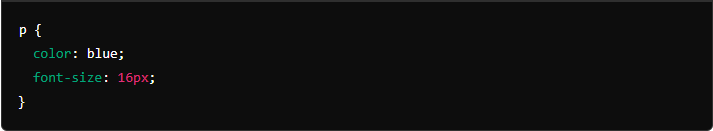 p {
  color: blue;
  font-size: 16px;
}